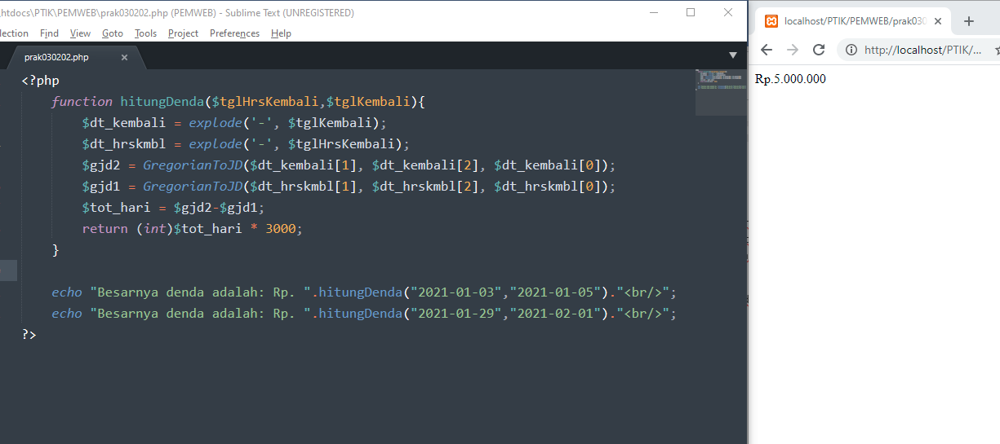 \htdocs\PTIK\PEMWEB\prak030202.php (PEMWEB) - Sublime Text (UNREGISTERED)
lection Find View Goto Tools Project Preferences Help
prak030202.php
<?php
function hitungDenda($tglHrsKembali,$tglKembali){
$dt_kembali = explode('-', $tglKembali);
$dt_hrskmbl = explode('-', $tglHrsKembali);
$gjd2 = GregorianToJD($dt_kembali[1], $dt_kembali[2], $dt_kembali[0]);
$gjd1 = GregorianToJD($dt_hrskmbl[1], $dt_hrskmbl[2], $dt_hrskmbl[0]);
$tot_hari = $gjd2-$gjd1;
return (int)$tot_hari * 3000;
}
echo "Besarnya denda adalah: Rp. ".hitungDenda("2021-01-03","2021-01-05")."<br/>";
echo "Besarnya denda adalah: Rp. ".hitungDenda("2021-01-29","2021-02-01")."<br/>";
?>
localhost/PTIK/PEMWEB/prak030
http://localhost/PTIK/...
Rp.5.000.000